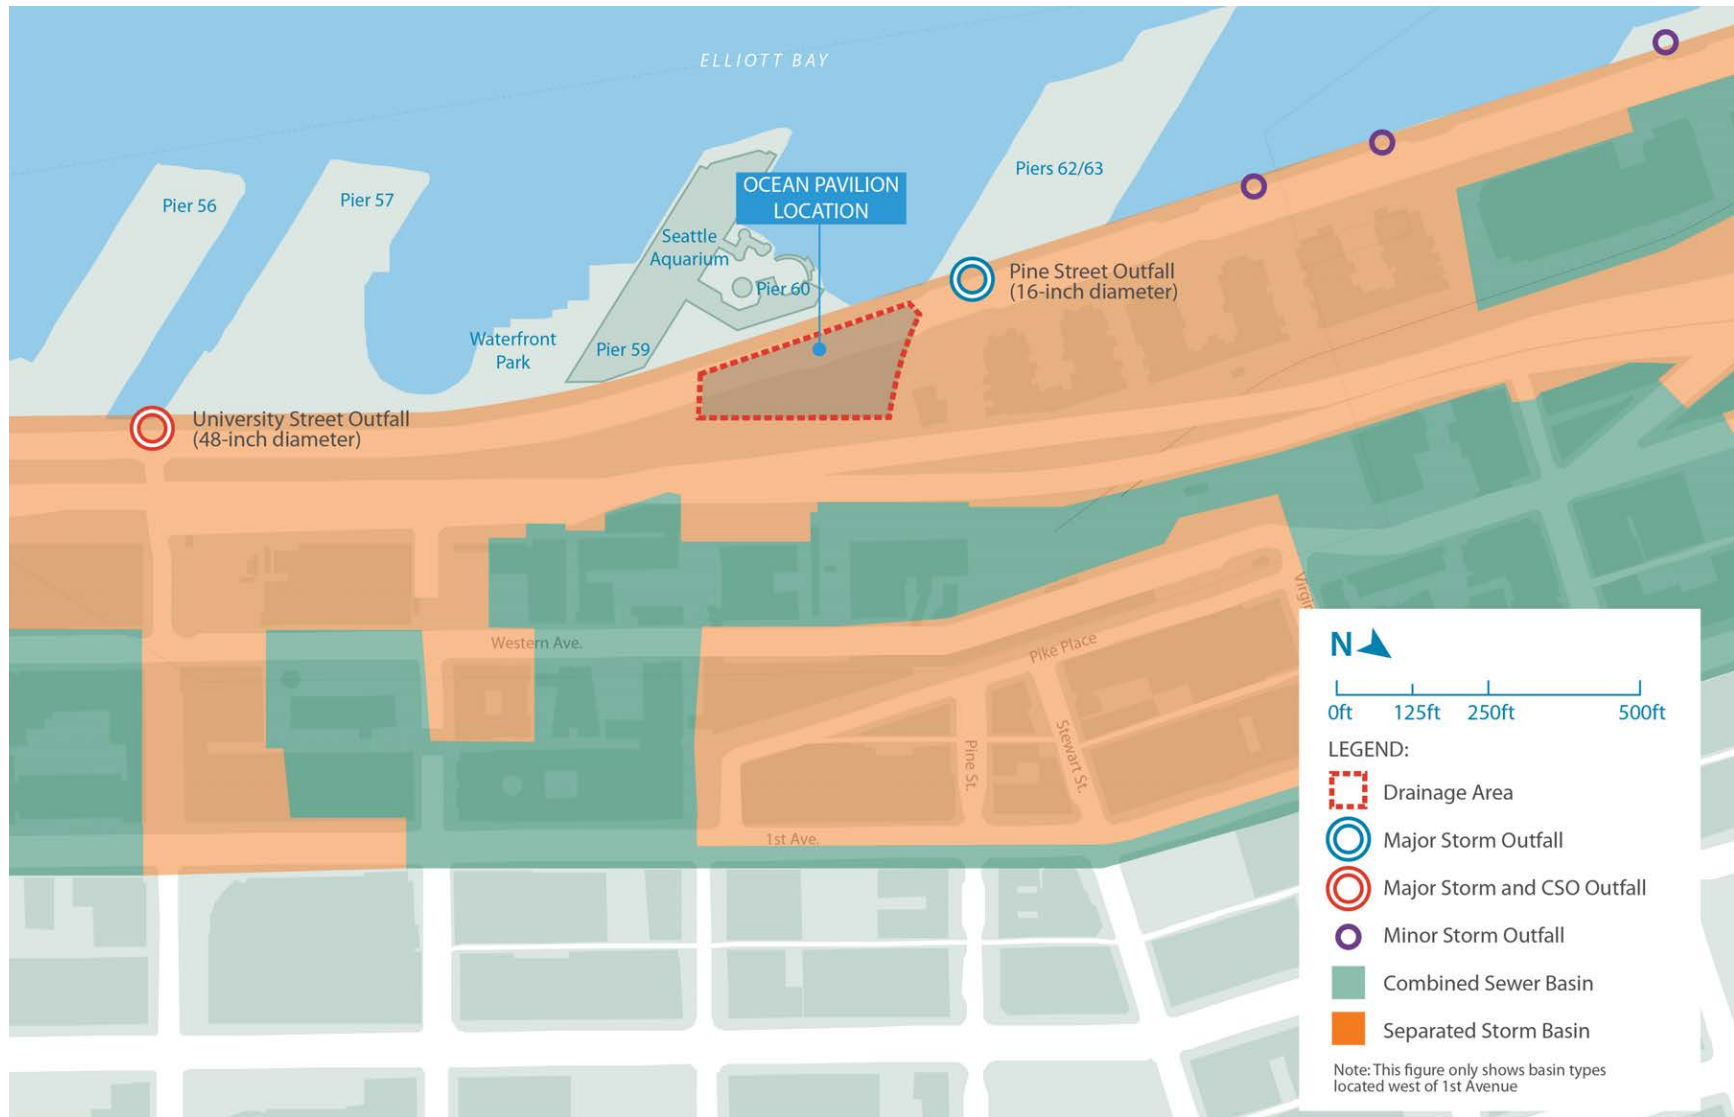 ELLIOTT BAY
Pier 56
Pier 57
Seattle
Aquarium
OCEAN PAVILION
LOCATION
Pier 60
Piers 62/63
Waterfront
Park
Pier 59
Pine Street Outfall
(16-inch diameter)
University Street Outfall
(48-inch diameter)
Western Ave.
Pike Place
Pine St.
Stewart St.
1st Ave.
N
0ft 125ft 250ft 500ft
LEGEND:
Drainage Area
Major Storm Outfall
Major Storm and CSO Outfall
Minor Storm Outfall
Combined Sewer Basin
Separated Storm Basin
Note: This figure only shows basin types
located west of 1st Avenue